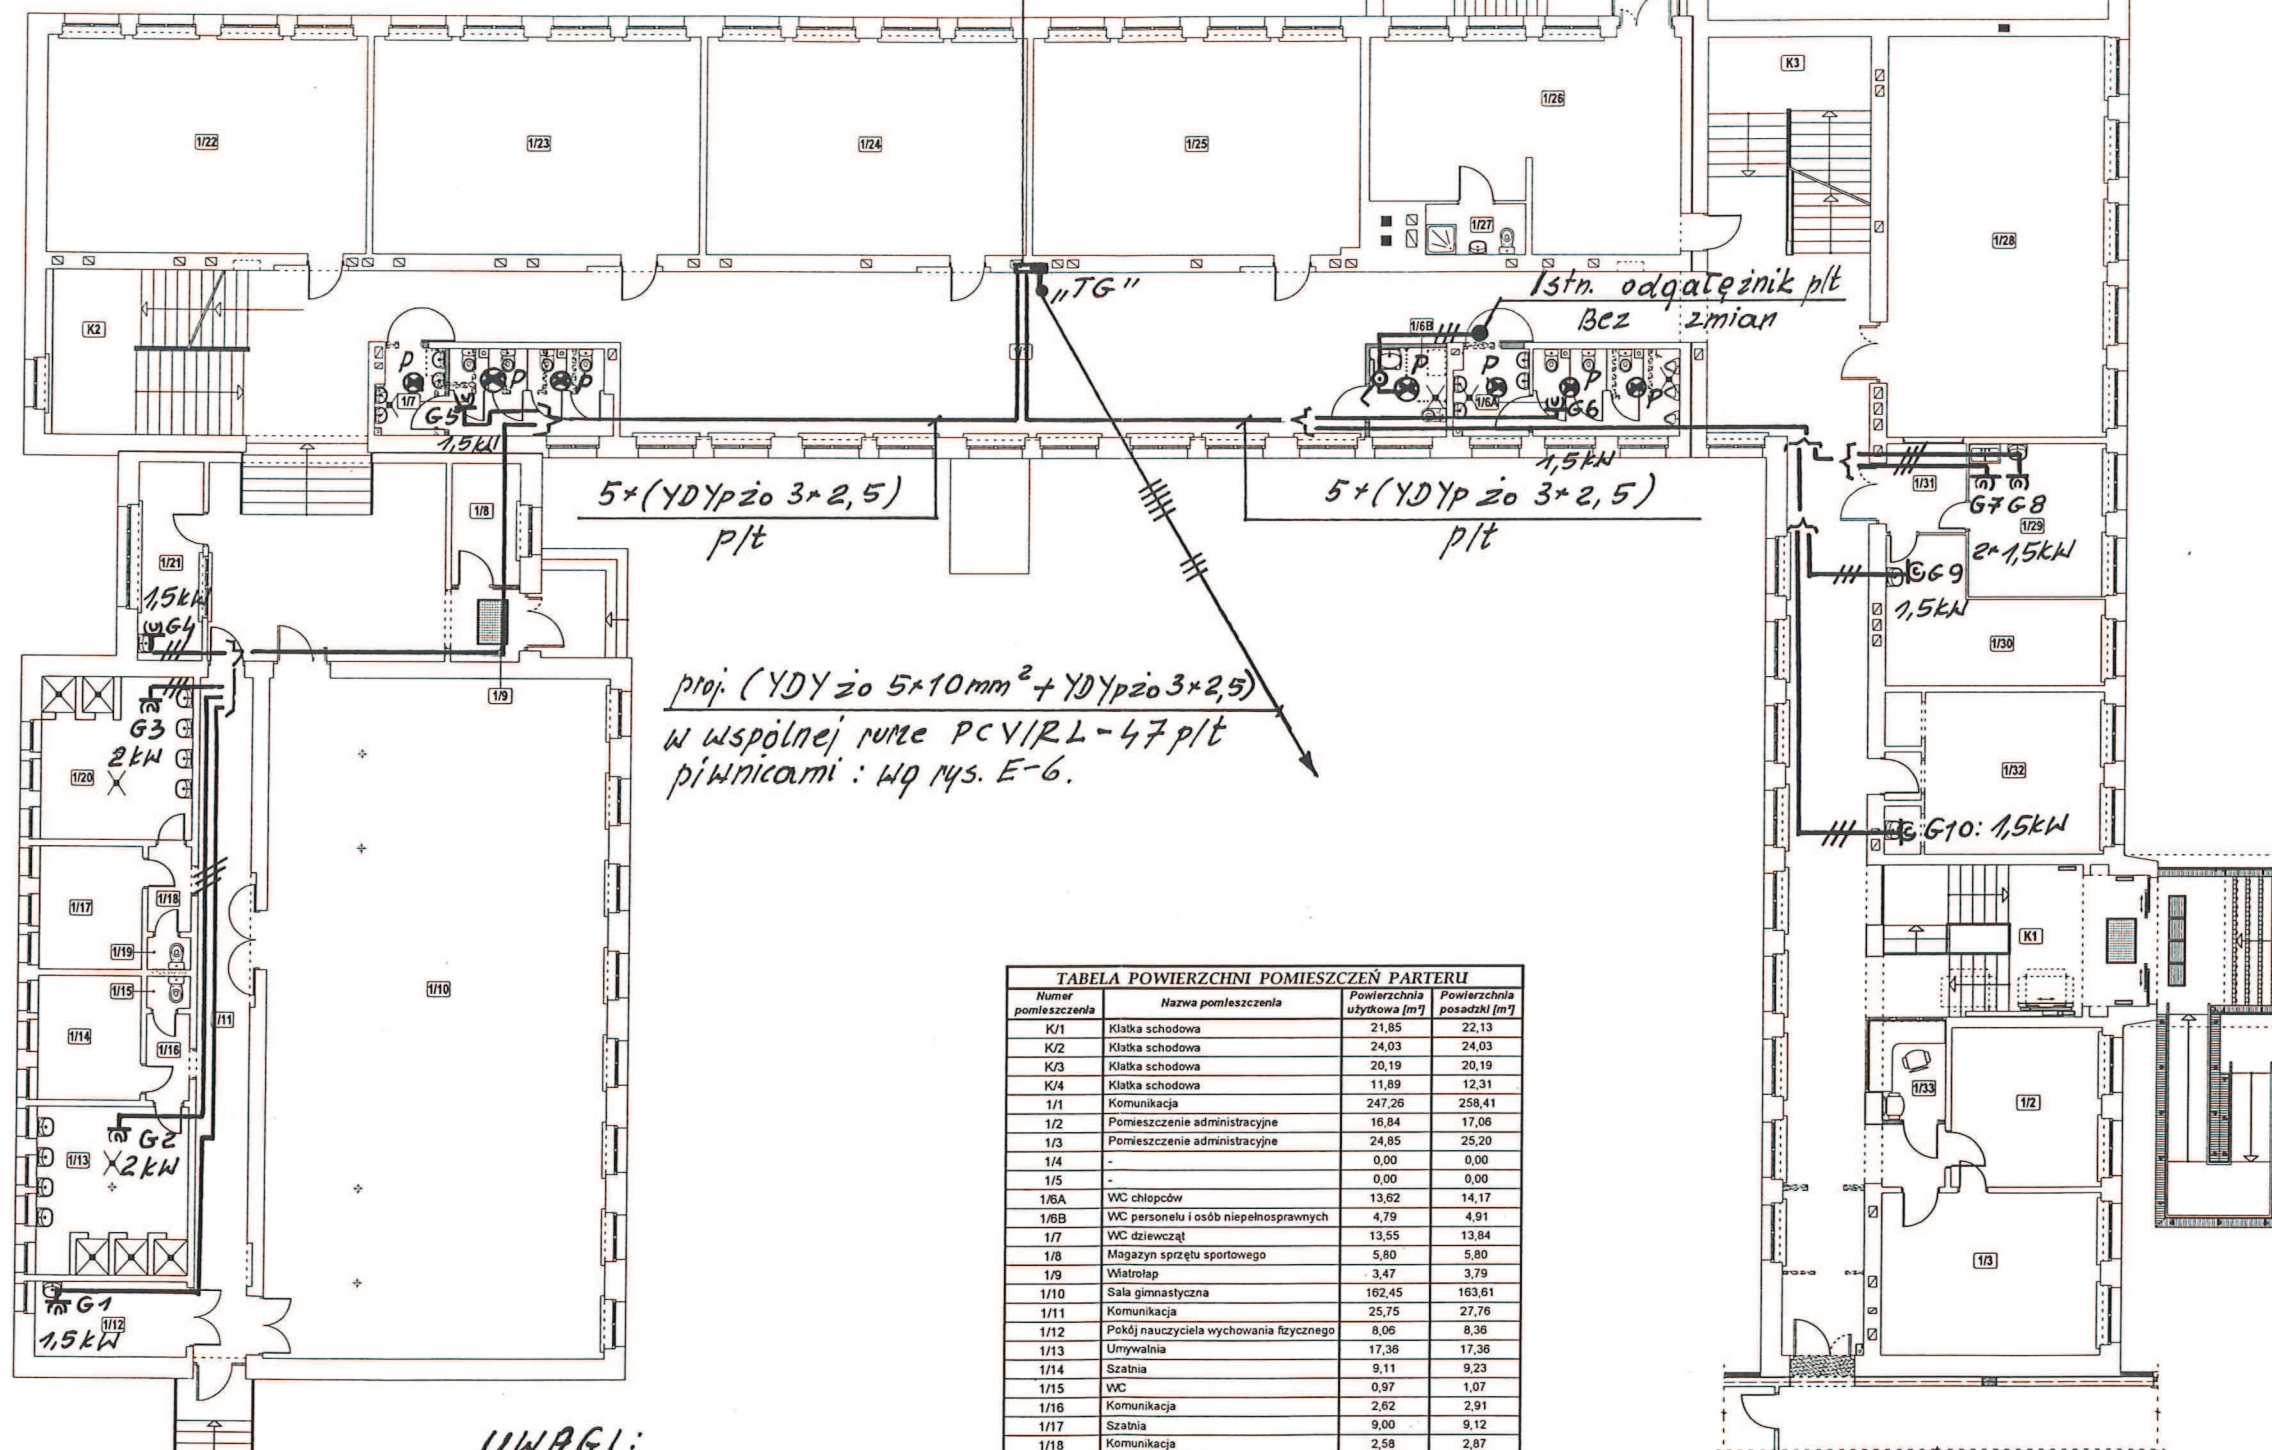 1/22
1/23
1/24
1/25
1/26
K3
1/28
1/27
"TG"
Istn. odgałęźnik p/t
Bez zmian
K2
1/6B
1/1
P
P
P
P
P
P
P
1/7
G5
1,5kW
1/6A
G6
1,5kW
5×(YDYp żo 3×2,5)
p/t
5×(YDYp żo 3×2,5)
p/t
1/8
1/31
G7 G8
1/29
2×1,5kW
1/21
1,5kW
G4
G9
1,5kW
1/30
1/9
proj. (YDY żo 5×10mm² + YDYpżo 3×2,5)
w wspólnej rurze PCV/RL-47 p/t
piwnicami : wg rys. E-6.
G3
2kW
1/20
1/32
G10: 1,5kW
1/17
1/18
1/19
1/15
1/14
1/16
1/11
1/10
K1
1/33
1/2
G2
1/13
2kW
1/3
G1
1/12
1,5kW
TABELA POWIERZCHNI POMIESZCZEŃ PARTERU
Numer pomieszczenia Nazwa pomieszczenia Powierzchnia użytkowa [m²] Powierzchnia posadzki [m²]
K/1 Klatka schodowa 21,85 22,13
K/2 Klatka schodowa 24,03 24,03
K/3 Klatka schodowa 20,19 20,19
K/4 Klatka schodowa 11,89 12,31
1/1 Komunikacja 247,26 258,41
1/2 Pomieszczenie administracyjne 16,84 17,06
1/3 Pomieszczenie administracyjne 24,85 25,20
1/4 - 0,00 0,00
1/5 - 0,00 0,00
1/6A WC chłopców 13,62 14,17
1/6B WC personelu i osób niepełnosprawnych 4,79 4,91
1/7 WC dziewcząt 13,55 13,84
1/8 Magazyn sprzętu sportowego 5,80 5,80
1/9 Wiatrołap 3,47 3,79
1/10 Sala gimnastyczna 162,45 163,61
1/11 Komunikacja 25,75 27,76
1/12 Pokój nauczyciela wychowania fizycznego 8,06 8,36
1/13 Umywalnia 17,36 17,36
1/14 Szatnia 9,11 9,23
1/15 WC 0,97 1,07
1/16 Komunikacja 2,62 2,91
1/17 Szatnia 9,00 9,12
1/18 Komunikacja 2,58 2,87
UWAGI: